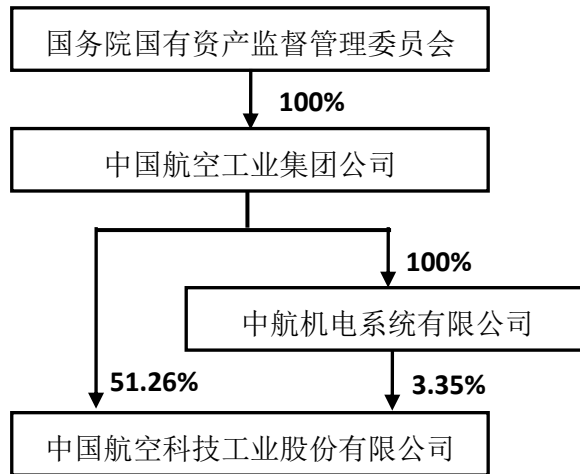 国务院国有资产监督管理委员会
100%
中国航空工业集团公司
100%
中航机电系统有限公司
51.26%
3.35%
中国航空科技工业股份有限公司